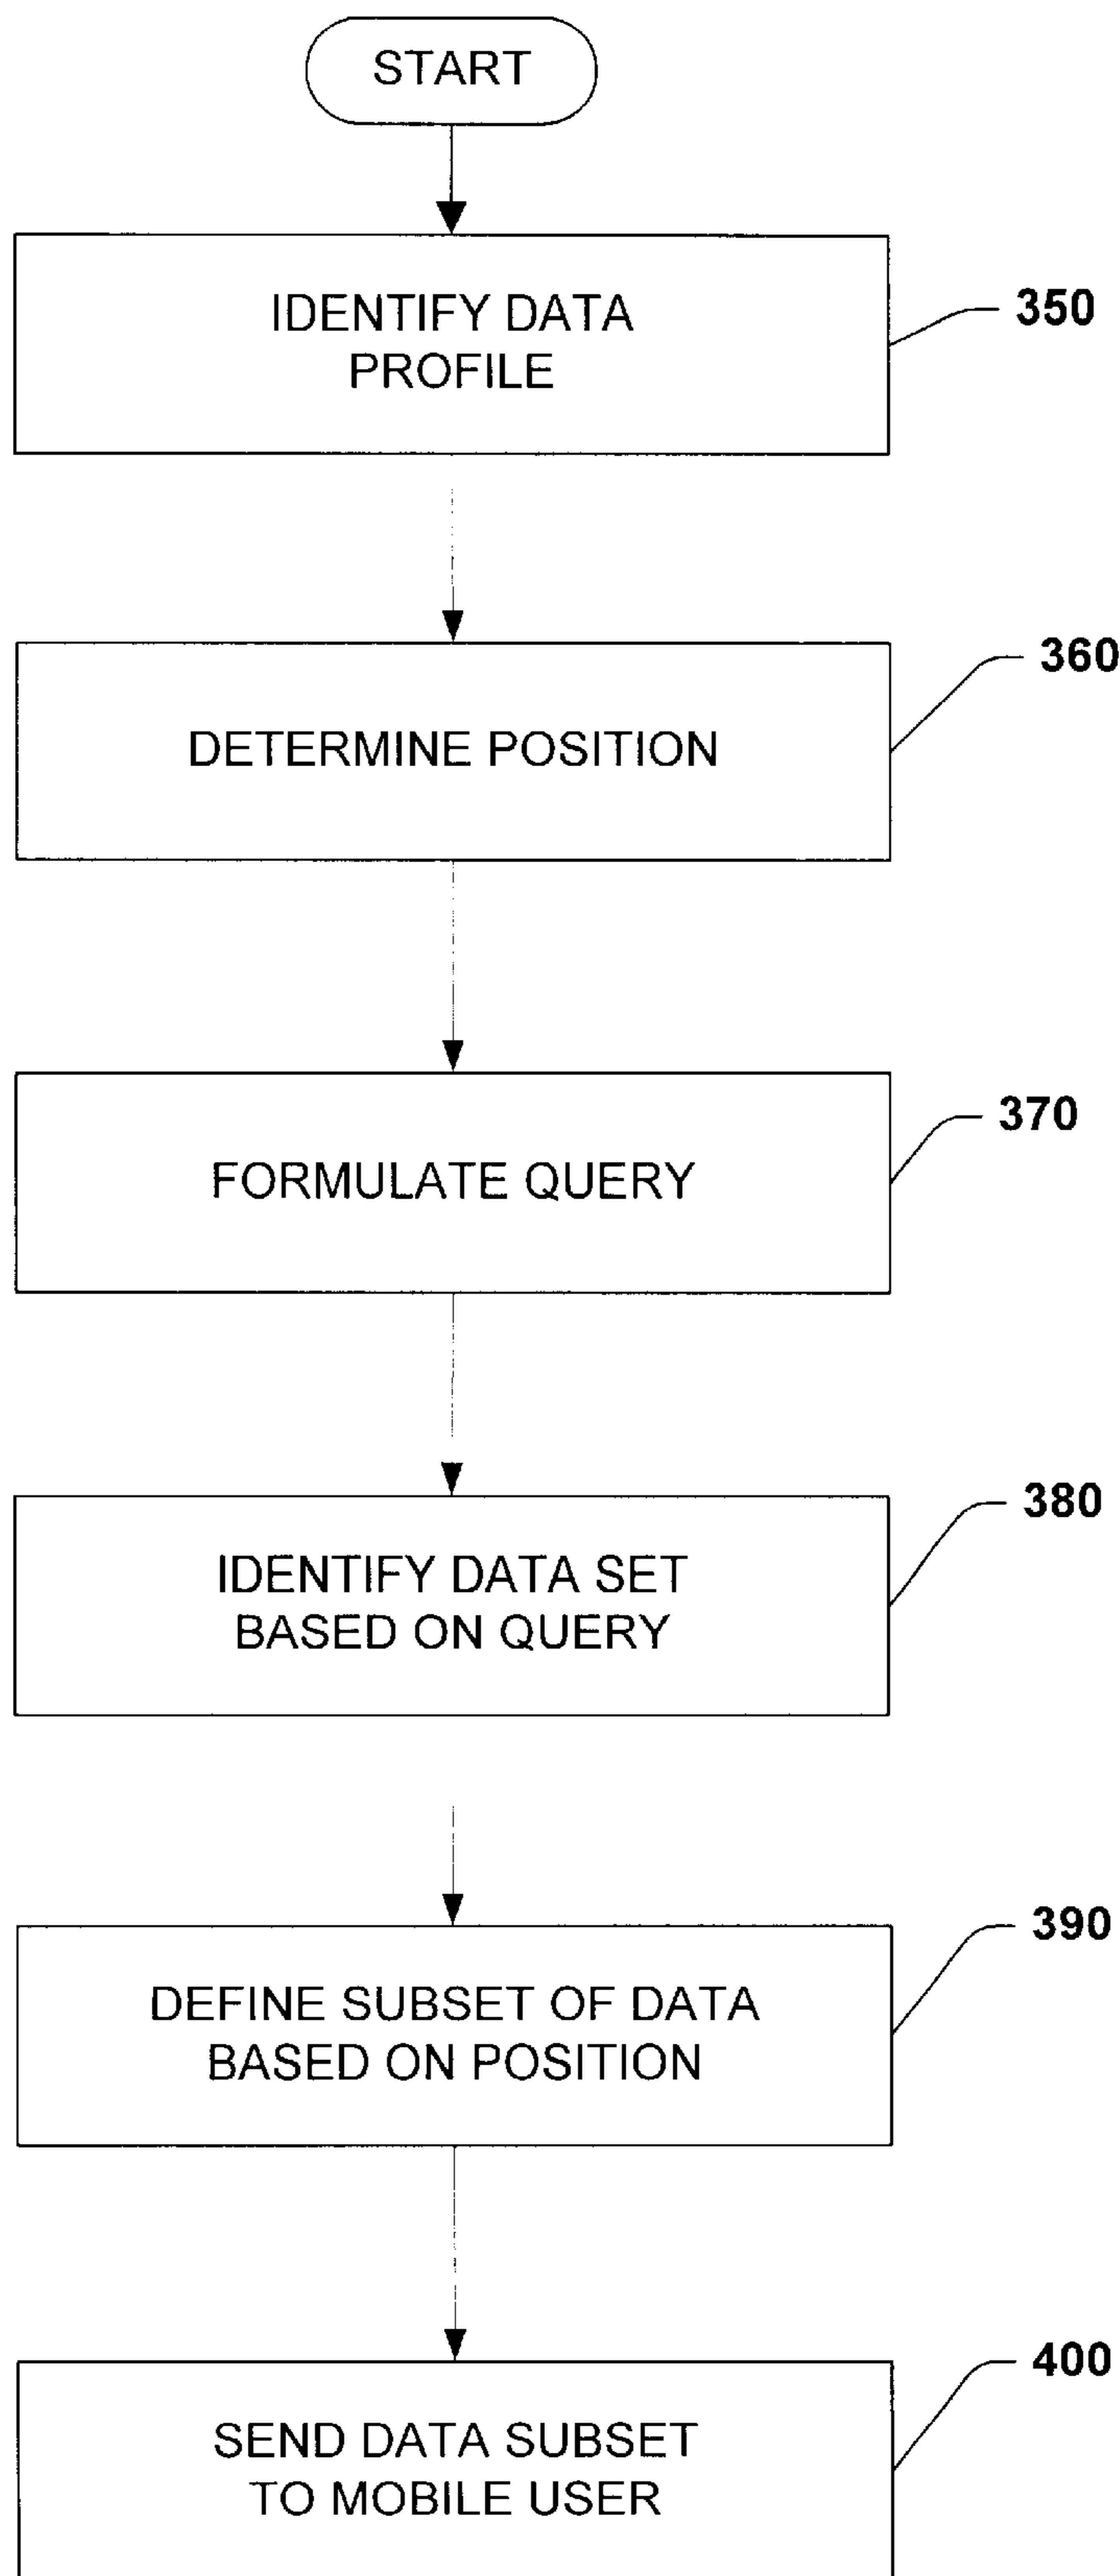 START
IDENTIFY DATA
PROFILE
350
DETERMINE POSITION
360
FORMULATE QUERY
370
IDENTIFY DATA SET
BASED ON QUERY
380
DEFINE SUBSET OF DATA
BASED ON POSITION
390
SEND DATA SUBSET
TO MOBILE USER
400